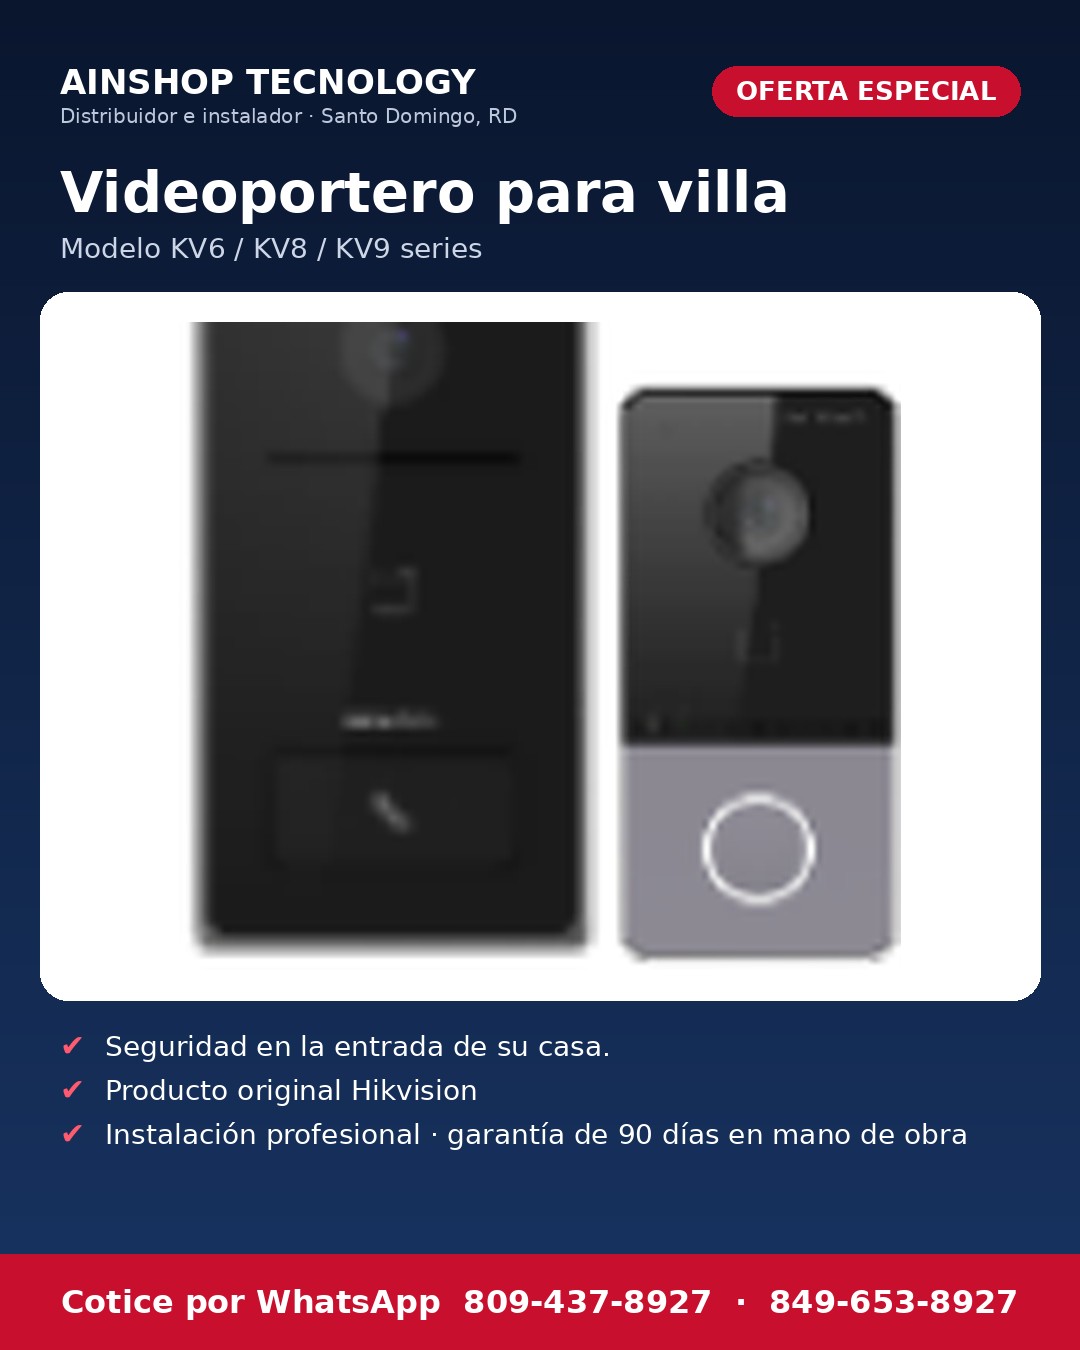 AINSHOP TECNOLOGY
OFERTA ESPECIAL
Distribuidor e instalador · Santo Domingo, RD
Videoportero para villa
Modelo KV6 / KV8 / KV9 series
✔ Seguridad en la entrada de su casa.
✔ Producto original Hikvision
✔ Instalación profesional · garantía de 90 días en mano de obra
Cotice por WhatsApp 809-437-8927 · 849-653-8927